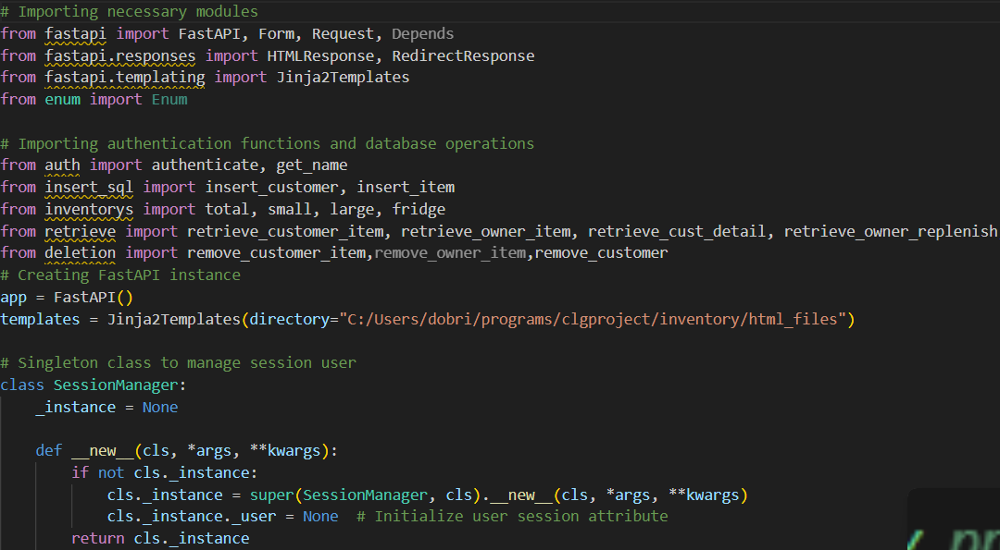 # Importing necessary modules
from fastapi import FastAPI, Form, Request, Depends
from fastapi.responses import HTMLResponse, RedirectResponse
from fastapi.templating import Jinja2Templates
from enum import Enum

# Importing authentication functions and database operations
from auth import authenticate, get_name
from insert_sql import insert_customer, insert_item
from inventorys import total, small, large, fridge
from retrieve import retrieve_customer_item, retrieve_owner_item, retrieve_cust_detail, retrieve_owner_replenish
from deletion import remove_customer_item,remove_owner_item,remove_customer
# Creating FastAPI instance
app = FastAPI()
templates = Jinja2Templates(directory="C:/Users/dobri/programs/clgproject/inventory/html_files")

# Singleton class to manage session user
class SessionManager:
    _instance = None

    def __new__(cls, *args, **kwargs):
        if not cls._instance:
            cls._instance = super(SessionManager, cls).__new__(cls, *args, **kwargs)
            cls._instance._user = None  # Initialize user session attribute
        return cls._instance